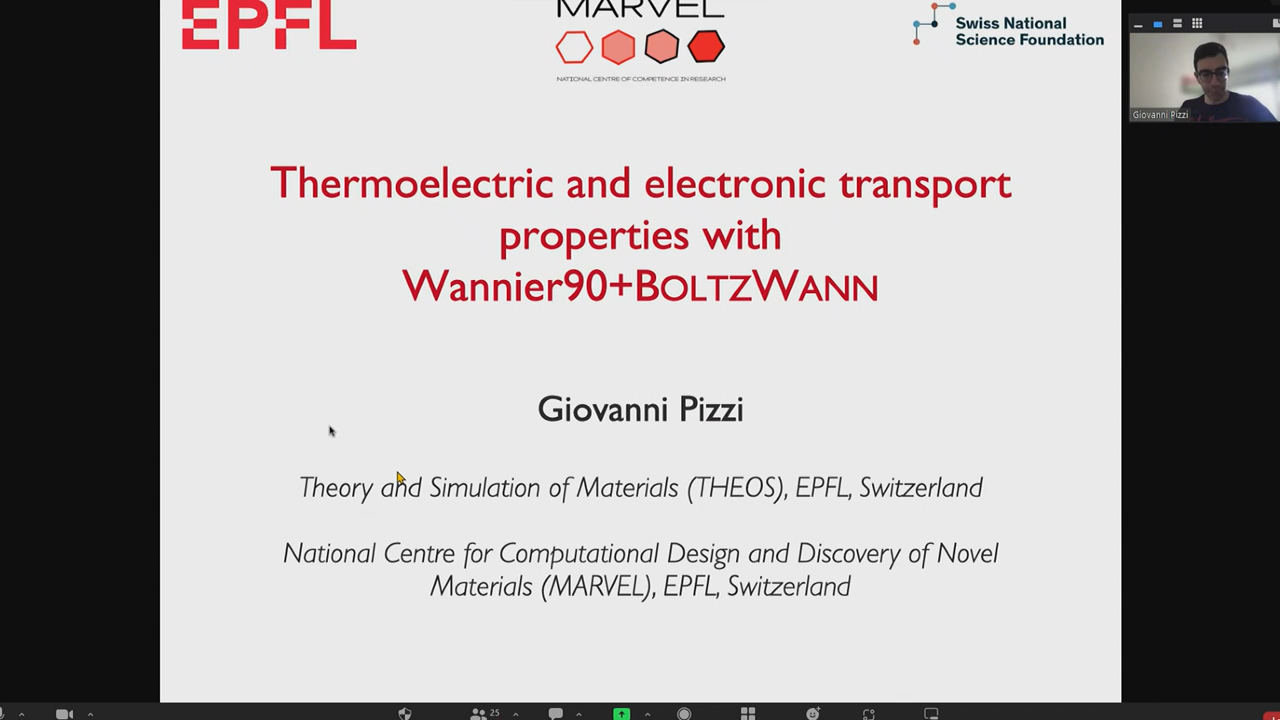 EPFL
MARVEL
NATIONAL CENTRE OF COMPETENCE IN RESEARCH
Swiss National
Science Foundation
Giovanni Pizzi
Thermoelectric and electronic transport
properties with
Wannier90+BOLTZWANN
Giovanni Pizzi
Theory and Simulation of Materials (THEOS), EPFL, Switzerland
National Centre for Computational Design and Discovery of Novel
Materials (MARVEL), EPFL, Switzerland
25